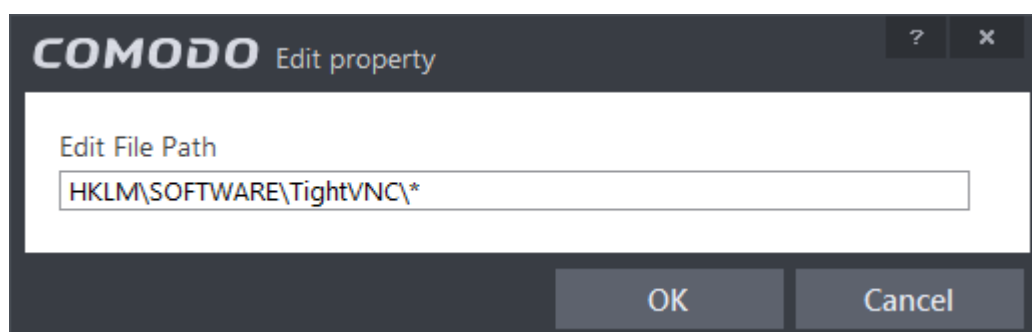 COMODO Edit property ? ×
Edit File Path
HKLM\SOFTWARE\TightVNC\*
OK Cancel